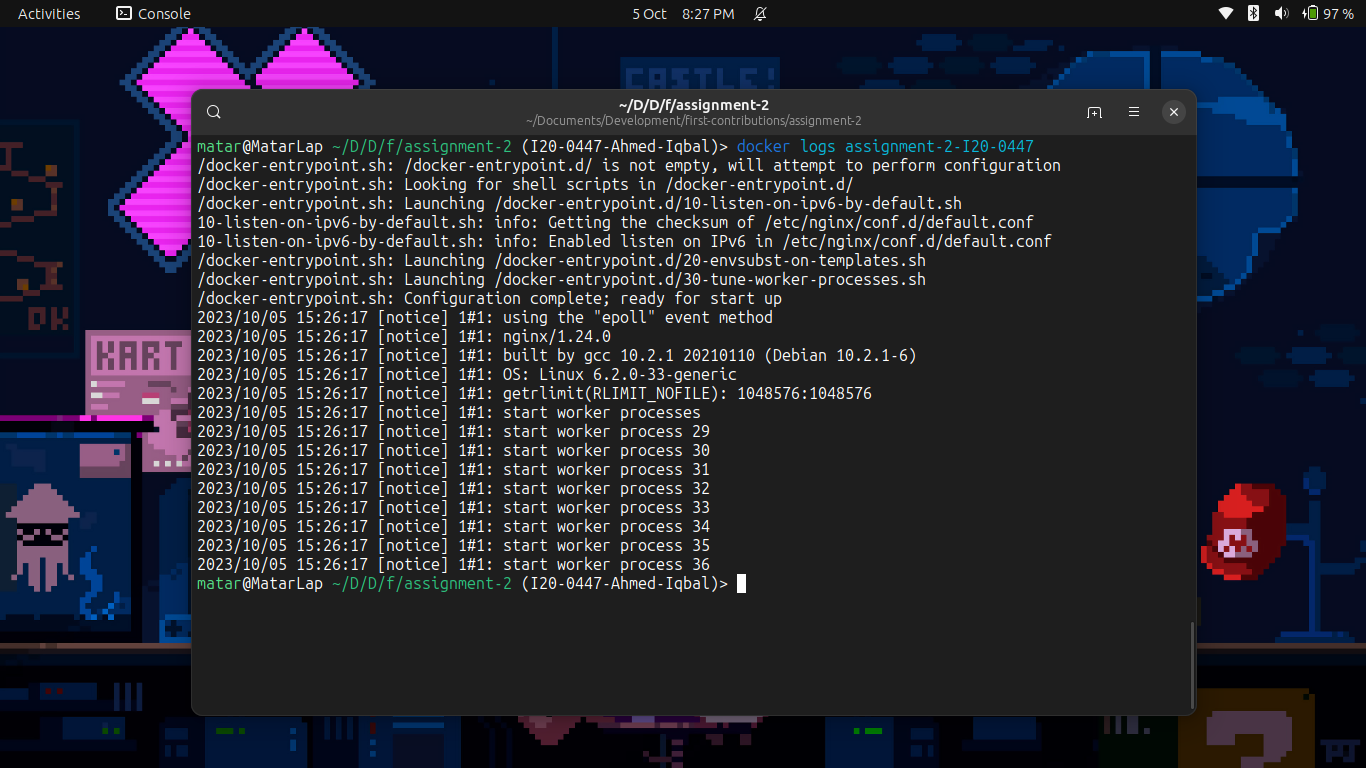 Activities
Console
5 Oct 8:27 PM
97 %
CASTLE!
~/D/D/f/assignment-2
~/Documents/Development/first-contributions/assignment-2
matar@MatarLap ~/D/D/f/assignment-2 (I20-0447-Ahmed-Iqbal)> docker logs assignment-2-I20-0447
/docker-entrypoint.sh: /docker-entrypoint.d/ is not empty, will attempt to perform configuration
/docker-entrypoint.sh: Looking for shell scripts in /docker-entrypoint.d/
/docker-entrypoint.sh: Launching /docker-entrypoint.d/10-listen-on-ipv6-by-default.sh
10-listen-on-ipv6-by-default.sh: info: Getting the checksum of /etc/nginx/conf.d/default.conf
10-listen-on-ipv6-by-default.sh: info: Enabled listen on IPv6 in /etc/nginx/conf.d/default.conf
/docker-entrypoint.sh: Launching /docker-entrypoint.d/20-envsubst-on-templates.sh
/docker-entrypoint.sh: Launching /docker-entrypoint.d/30-tune-worker-processes.sh
/docker-entrypoint.sh: Configuration complete; ready for start up
2023/10/05 15:26:17 [notice] 1#1: using the "epoll" event method
2023/10/05 15:26:17 [notice] 1#1: nginx/1.24.0
2023/10/05 15:26:17 [notice] 1#1: built by gcc 10.2.1 20210110 (Debian 10.2.1-6)
2023/10/05 15:26:17 [notice] 1#1: OS: Linux 6.2.0-33-generic
2023/10/05 15:26:17 [notice] 1#1: getrlimit(RLIMIT_NOFILE): 1048576:1048576
2023/10/05 15:26:17 [notice] 1#1: start worker processes
2023/10/05 15:26:17 [notice] 1#1: start worker process 29
2023/10/05 15:26:17 [notice] 1#1: start worker process 30
2023/10/05 15:26:17 [notice] 1#1: start worker process 31
2023/10/05 15:26:17 [notice] 1#1: start worker process 32
2023/10/05 15:26:17 [notice] 1#1: start worker process 33
2023/10/05 15:26:17 [notice] 1#1: start worker process 34
2023/10/05 15:26:17 [notice] 1#1: start worker process 35
2023/10/05 15:26:17 [notice] 1#1: start worker process 36
matar@MatarLap ~/D/D/f/assignment-2 (I20-0447-Ahmed-Iqbal)>
OK
KART